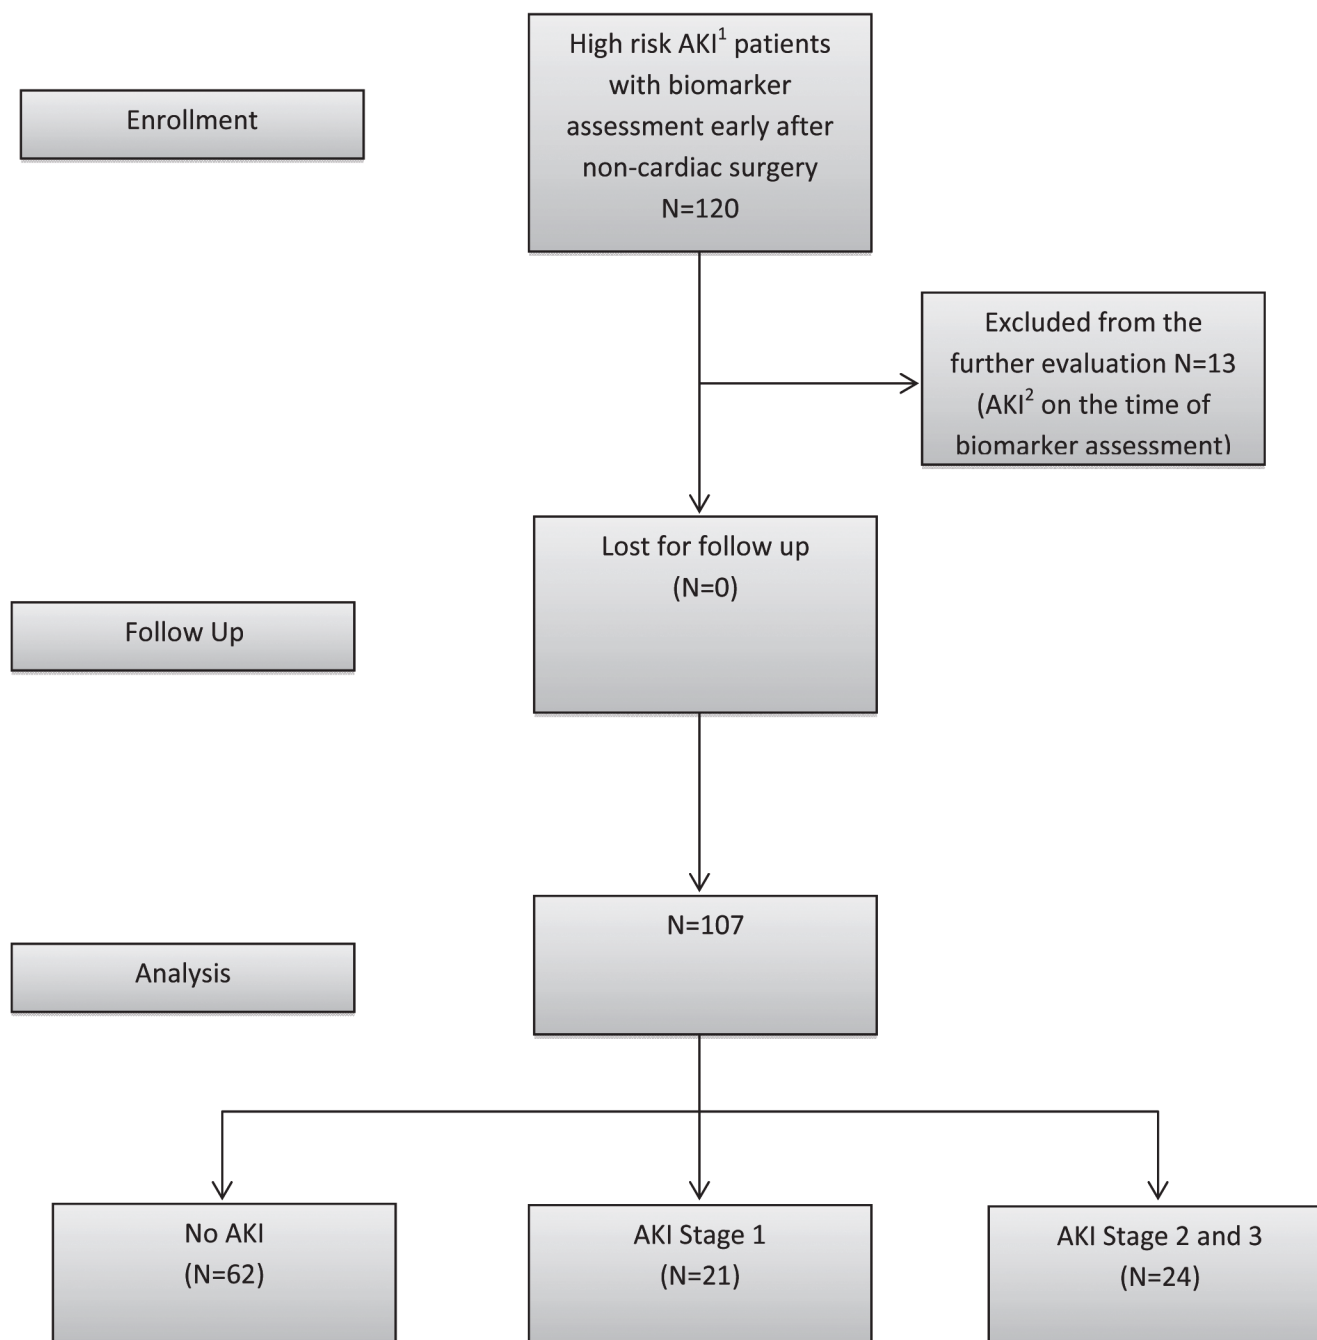 Enrollment
High risk AKI¹ patients
with biomarker
assessment early after
non-cardiac surgery
N=120
Excluded from the
further evaluation N=13
(AKI² on the time of
biomarker assessment)
Lost for follow up
(N=0)
Follow Up
N=107
Analysis
No AKI
(N=62)
AKI Stage 1
(N=21)
AKI Stage 2 and 3
(N=24)